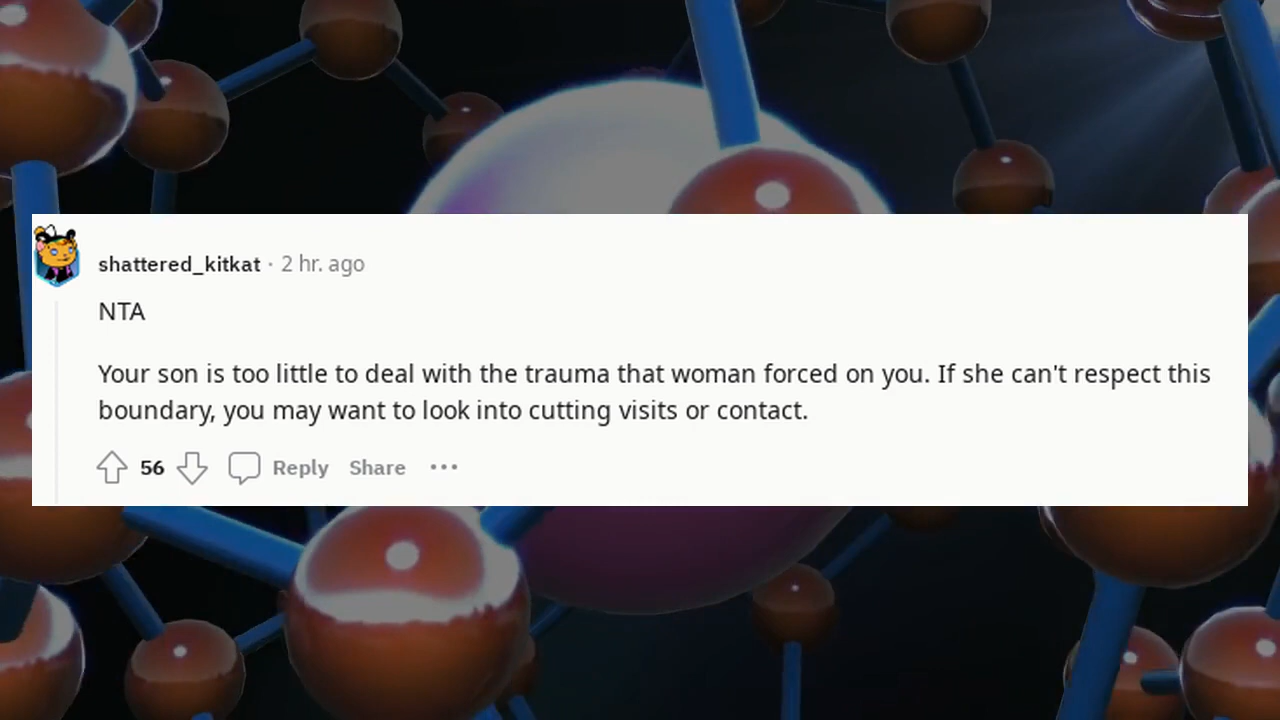 shattered_kitkat · 2 hr. ago
NTA
Your son is too little to deal with the trauma that woman forced on you. If she can't respect this
boundary, you may want to look into cutting visits or contact.
56 Reply Share ···